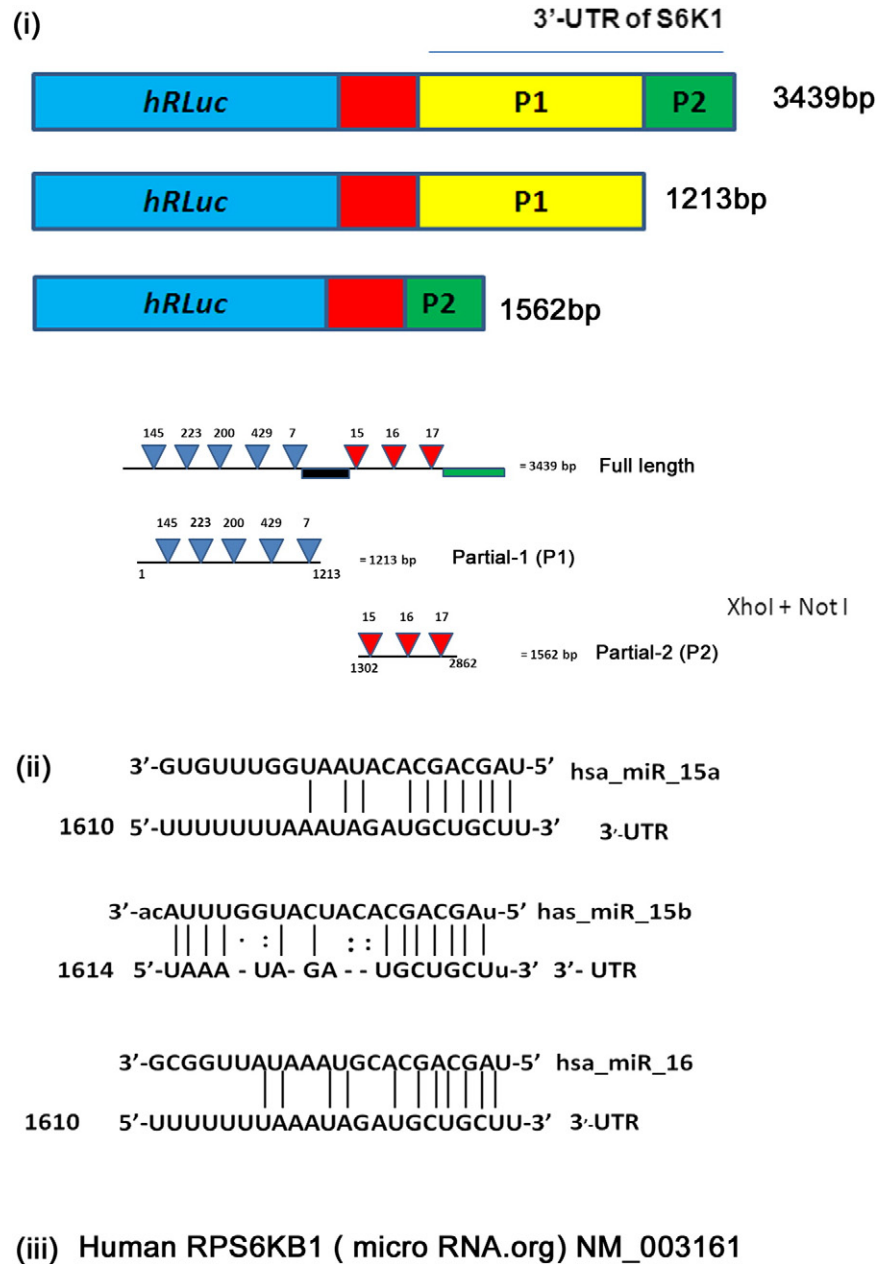 (i)
3’-UTR of S6K1
hRLuc P1 P2 3439bp
hRLuc P1 1213bp
hRLuc P2 1562bp
145 223 200 429 7 15 16 17
= 3439 bp Full length
145 223 200 429 7
= 1213 bp Partial-1 (P1)
1 1213
XhoI + Not I
15 16 17
= 1562 bp Partial-2 (P2)
1302 2862
(ii)
3’-GUGUUUGGUAAUACACGACGAU-5’ hsa_miR_15a
1610 5’-UUUUUUUAAAUAGAUGCUGCUU-3’ 3’-UTR
3’-acAUUUGGUACUACACGACGAu-5’ has_miR_15b
1614 5’-UAAA - UA- GA - - UGCUGCUu-3’ 3’- UTR
3’-GCGGUUAUAAAUGCACGACGAU-5’ hsa_miR_16
1610 5’-UUUUUUUAAAUAGAUGCUGCUU-3’ 3’-UTR
(iii) Human RPS6KB1 ( micro RNA.org) NM_003161